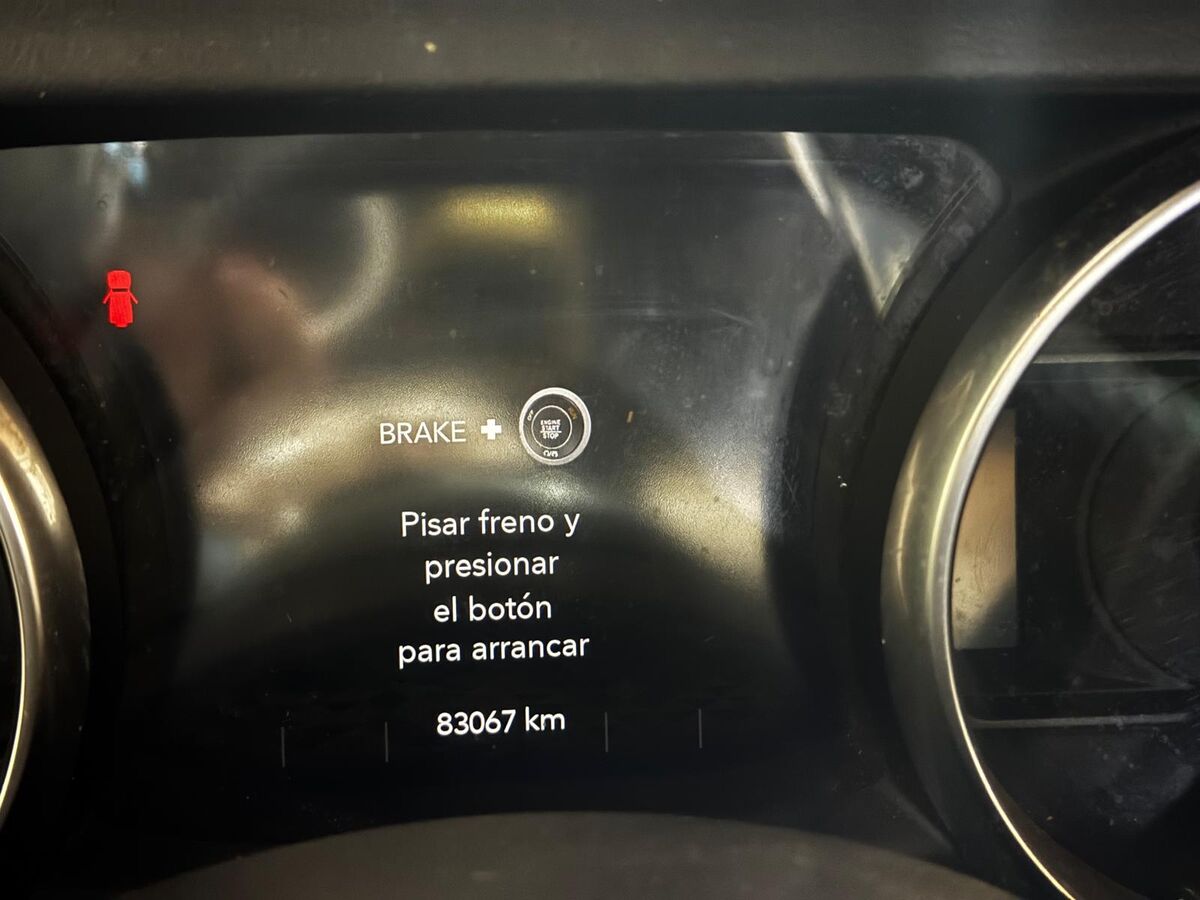 BRAKE +
ENGINE
START
STOP
Pisar freno y
presionar
el botón
para arrancar
83067 km